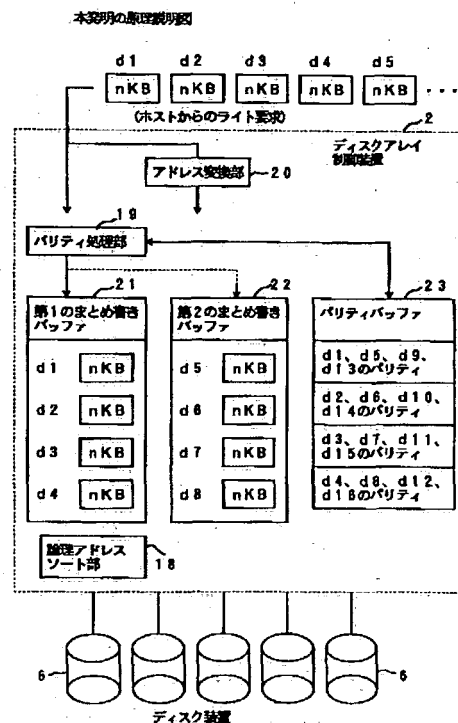 本発明の原理説明図
d1 d2 d3 d4 d5
nKB nKB nKB nKB nKB ・・・
(ホストからのライト要求)
2
ディスクアレイ
制御装置
アドレス変換部
20
19
パリティ処理部
21
22
23
第1のまとめ書き
バッファ
d1 nKB
d2 nKB
d3 nKB
d4 nKB
第2のまとめ書き
バッファ
d5 nKB
d6 nKB
d7 nKB
d8 nKB
パリティバッファ
d1、d5、d9、
d13のパリティ
d2、d6、d10、
d14のパリティ
d3、d7、d11、
d15のパリティ
d4、d8、d12、
d16のパリティ
論理アドレス
ソート部
18
6
6
ディスク装置